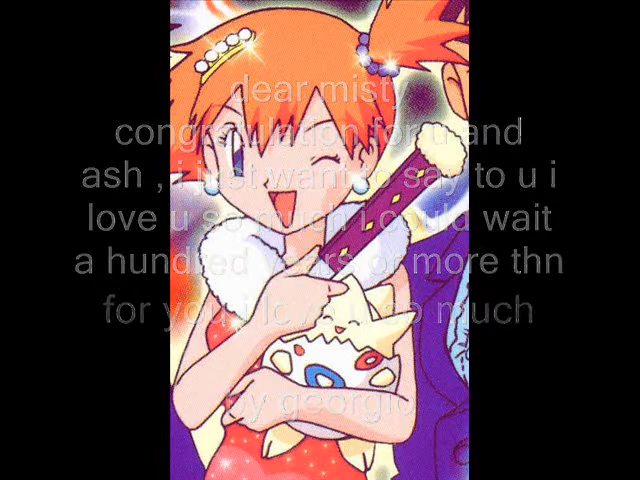 dear misty
congratulation for u and
ash , i just want to say to u i
love u so much i could wait
a hundred years or more thn
for you i love u so much
by georgio